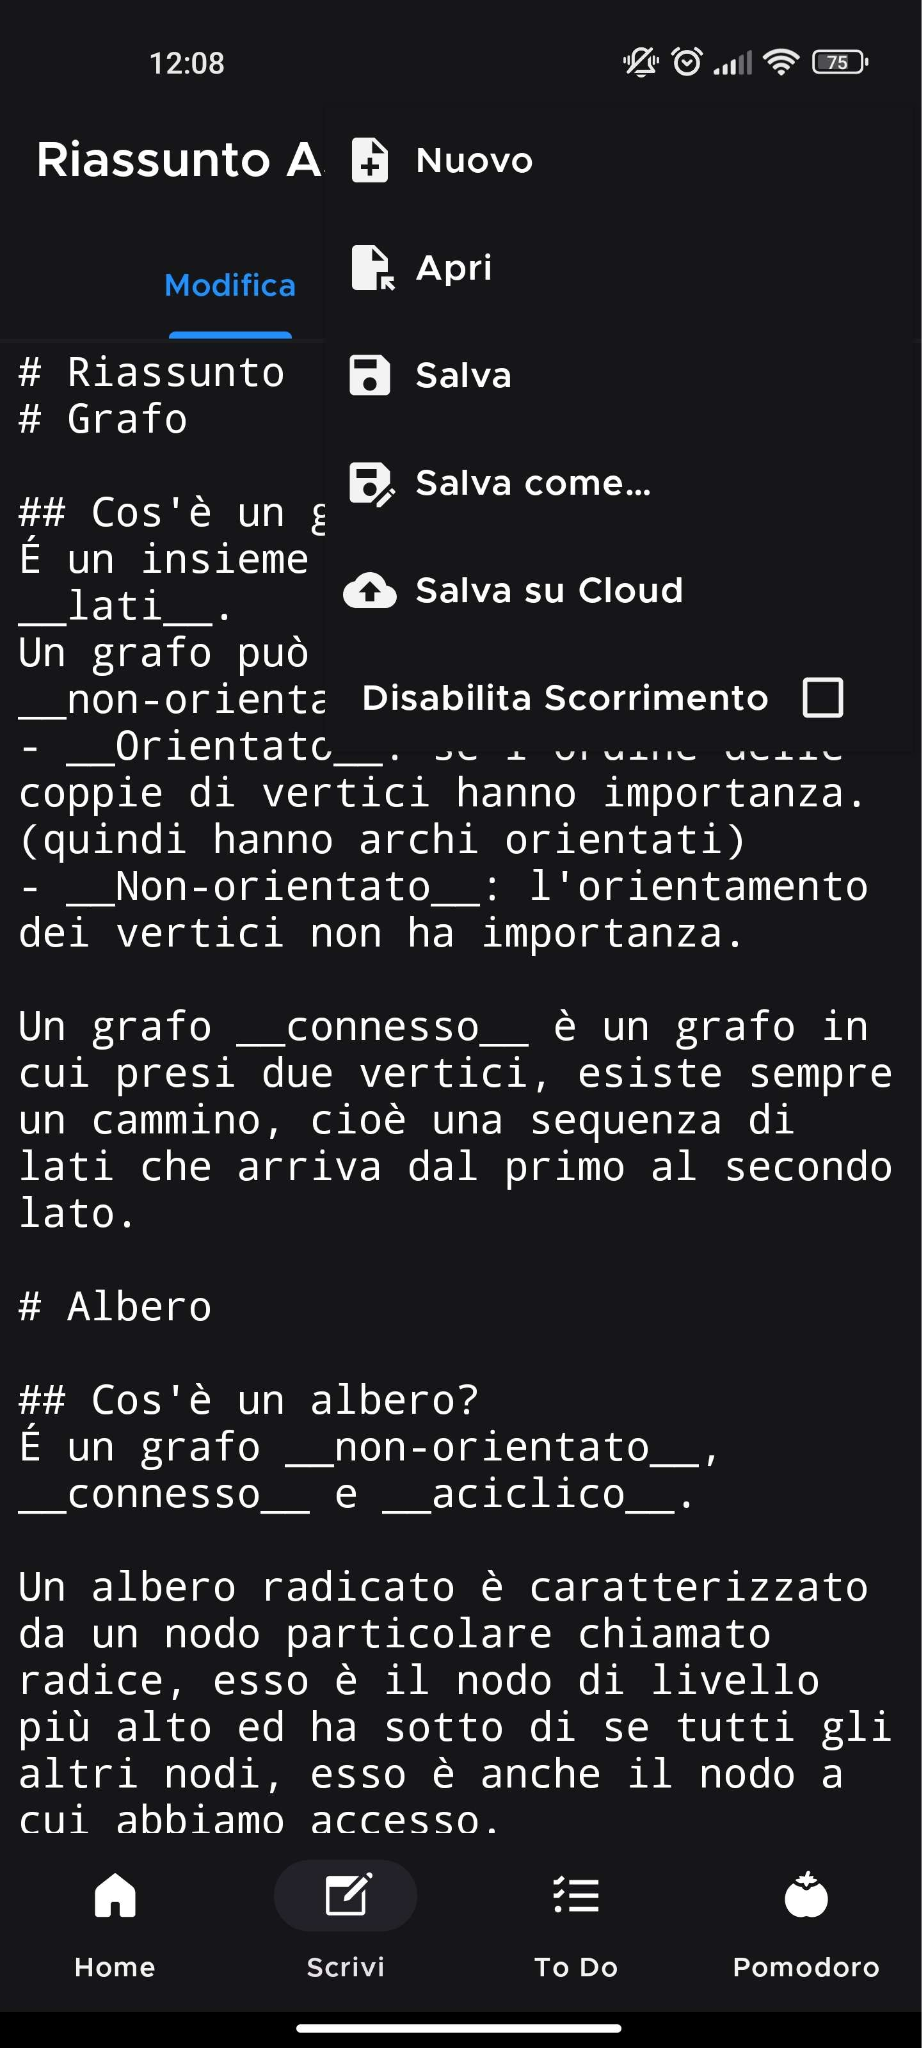 12:08
75
Riassunto A
Nuovo
Apri
Modifica
Salva
Salva come...
Salva su Cloud
Disabilita Scorrimento
# Riassunto
# Grafo
## Cos'è un
É un insieme
__lati__.
Un grafo può
__non-orienta
- __Orientato__: se l'ordine delle
coppie di vertici hanno importanza.
(quindi hanno archi orientati)
- __Non-orientato__: l'orientamento
dei vertici non ha importanza.
Un grafo __connesso__ è un grafo in
cui presi due vertici, esiste sempre
un cammino, cioè una sequenza di
lati che arriva dal primo al secondo
lato.
# Albero
## Cos'è un albero?
É un grafo __non-orientato__,
__connesso__ e __aciclico__.
Un albero radicato è caratterizzato
da un nodo particolare chiamato
radice, esso è il nodo di livello
più alto ed ha sotto di se tutti gli
altri nodi, esso è anche il nodo a
cui abbiamo accesso.
Home
Scrivi
To Do
Pomodoro